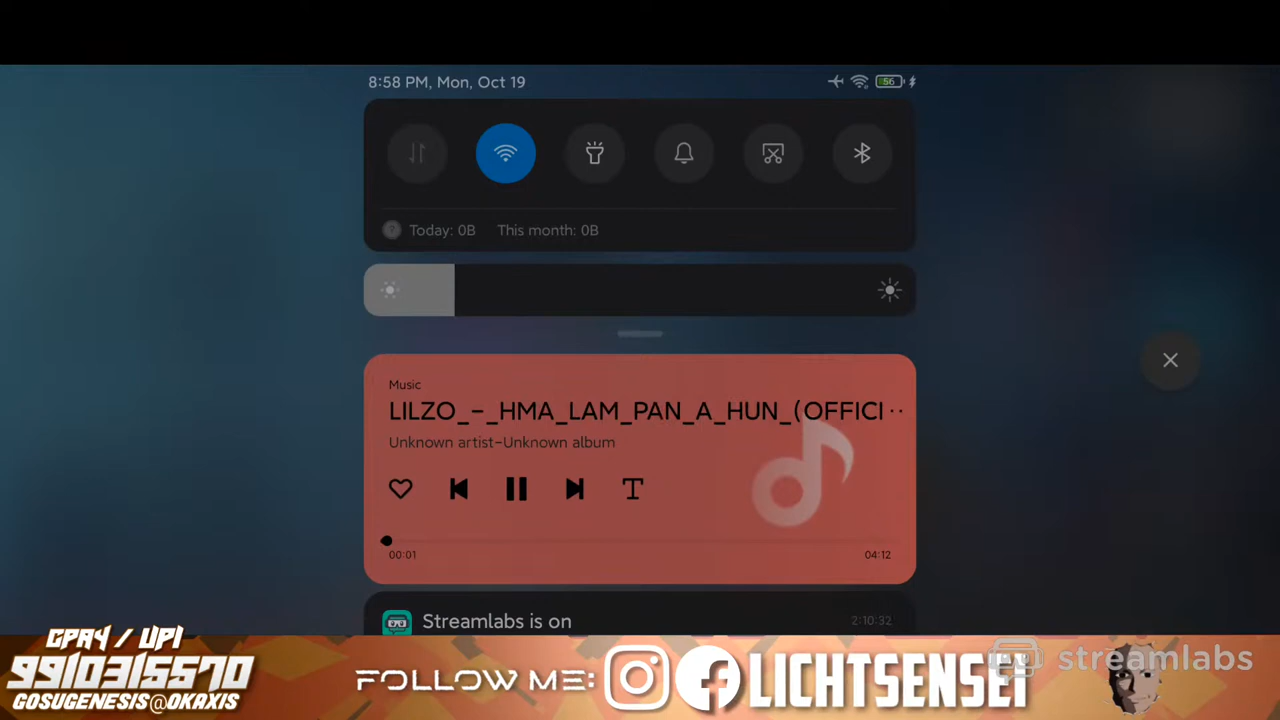 8:58 PM, Mon, Oct 19
56
Today: 0B This month: 0B
Music
LILZO_-_HMA_LAM_PAN_A_HUN_(OFFICI
Unknown artist-Unknown album
00:01 04:12
Streamlabs is on 2:10:32
GPAY / UPI
9910315570
GOSUGENESIS@OKAXIS
FOLLOW ME: LICHTSENSEI
streamlabs